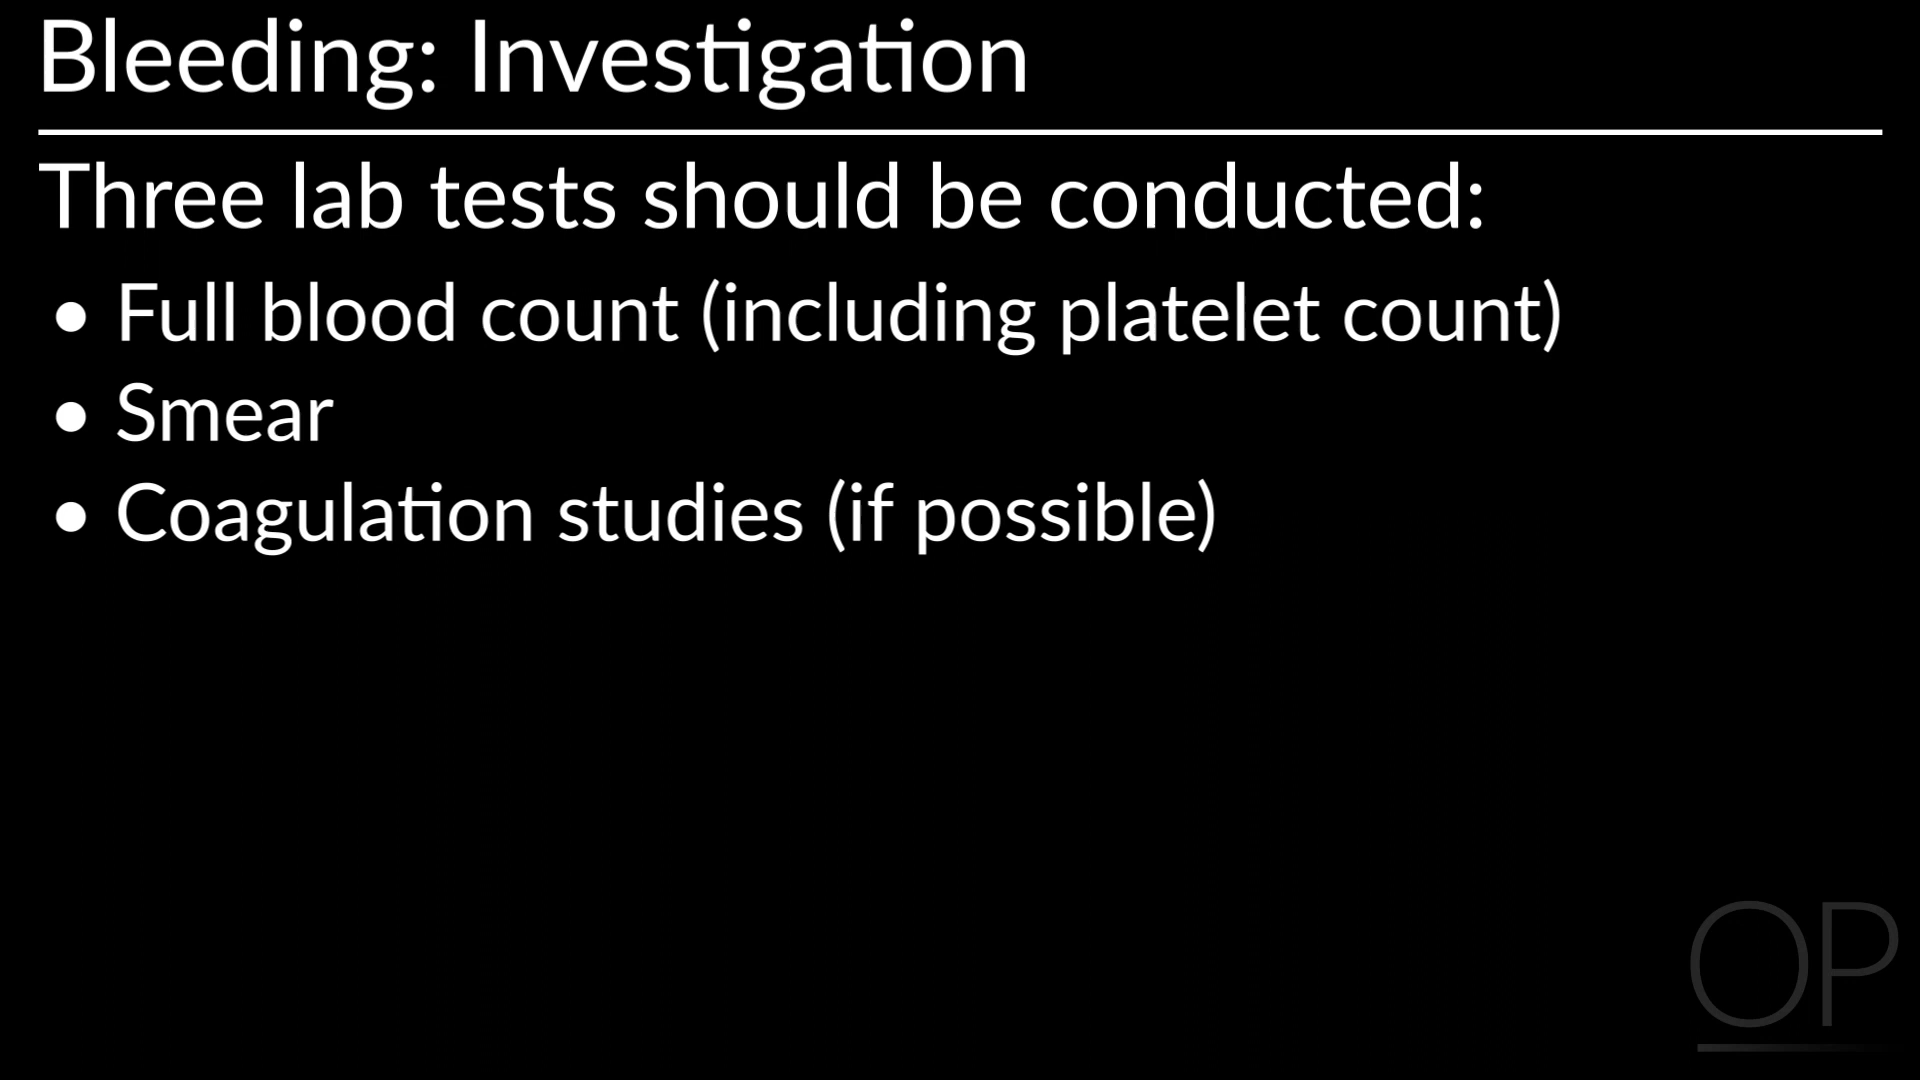 Bleeding: Investigation
Three lab tests should be conducted:
• Full blood count (including platelet count)
• Smear
• Coagulation studies (if possible)
OP